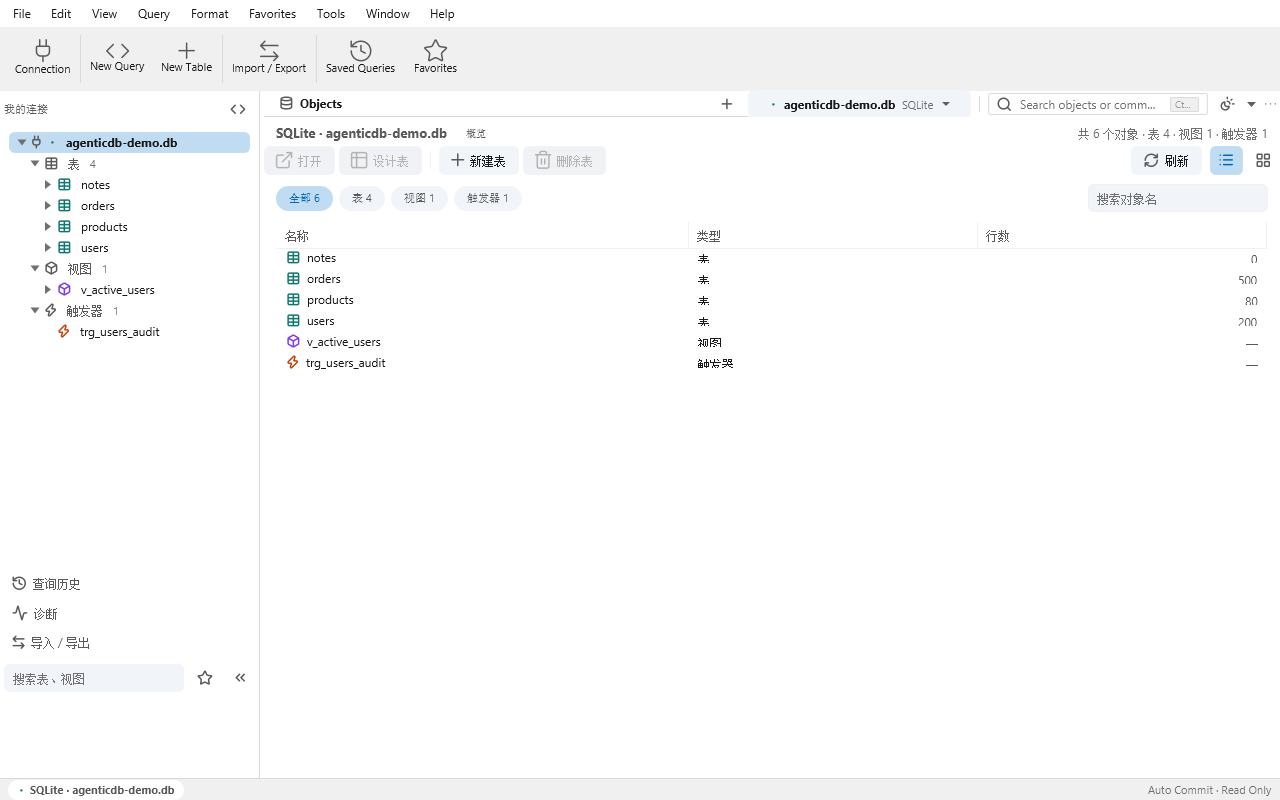 File Edit View Query Format Favorites Tools Window Help
Connection New Query New Table Import / Export Saved Queries Favorites
我的连接
agenticdb-demo.db
表 4
notes
orders
products
users
视图 1
v_active_users
触发器 1
trg_users_audit
查询历史
诊断
导入 / 导出
搜索表、视图
Objects
agenticdb-demo.db SQLite
Search objects or comm... Ct...
SQLite · agenticdb-demo.db 概览
共 6 个对象 · 表 4 · 视图 1 · 触发器 1
打开 设计表 新建表 删除表 刷新
全部 6 表 4 视图 1 触发器 1
搜索对象名
名称 类型 行数
notes 表 0
orders 表 500
products 表 80
users 表 200
v_active_users 视图 —
trg_users_audit 触发器 —
SQLite · agenticdb-demo.db
Auto Commit · Read Only